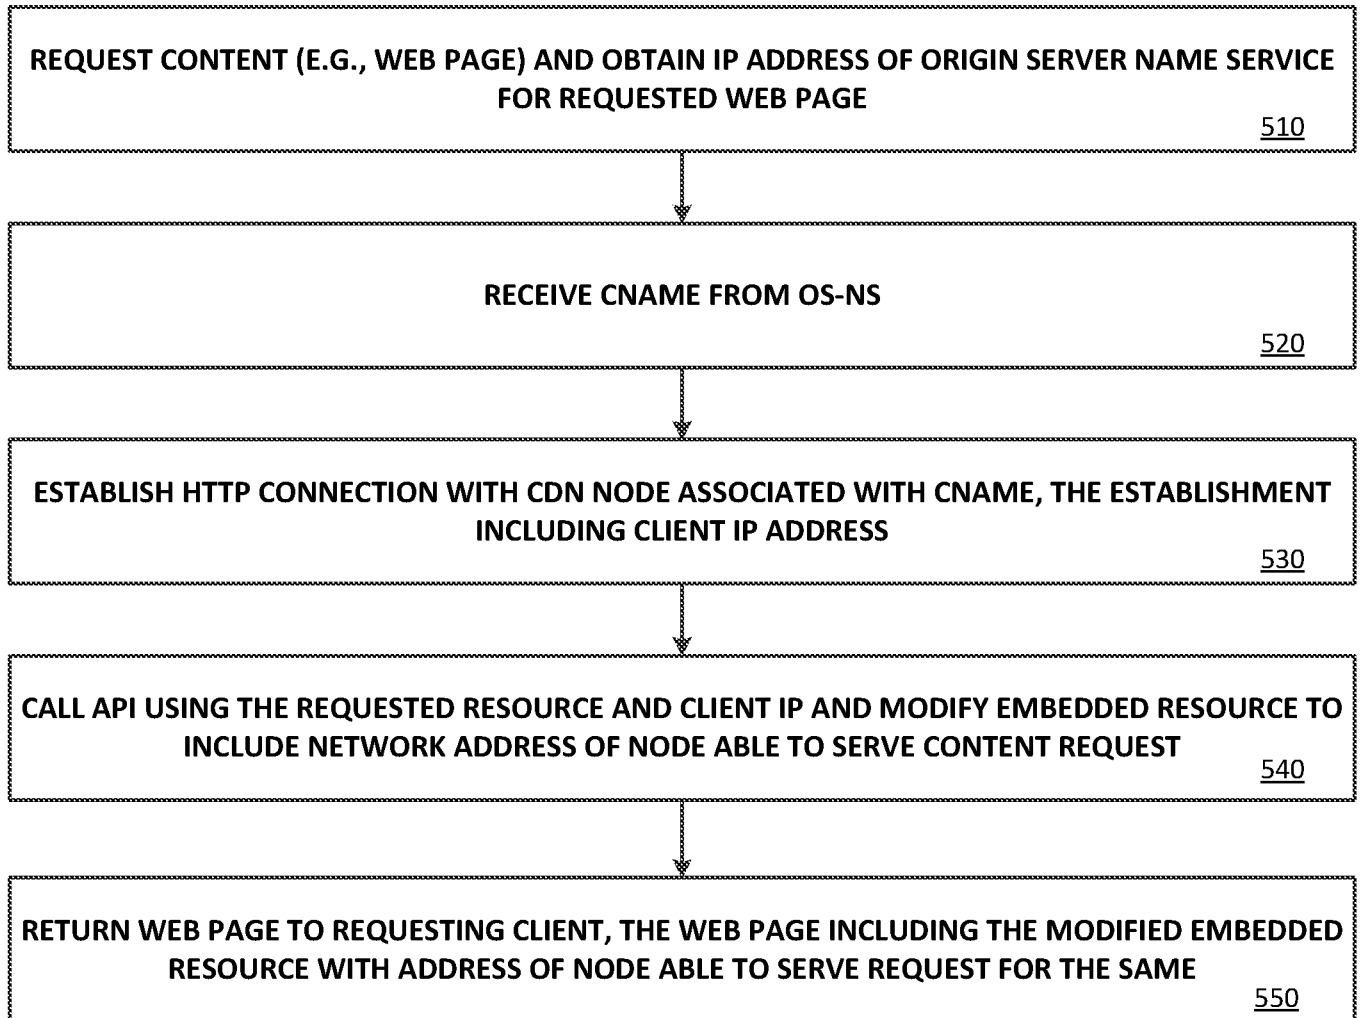 REQUEST CONTENT (E.G., WEB PAGE) AND OBTAIN IP ADDRESS OF ORIGIN SERVER NAME SERVICE
FOR REQUESTED WEB PAGE
510
RECEIVE CNAME FROM OS-NS
520
ESTABLISH HTTP CONNECTION WITH CDN NODE ASSOCIATED WITH CNAME, THE ESTABLISHMENT
INCLUDING CLIENT IP ADDRESS
530
CALL API USING THE REQUESTED RESOURCE AND CLIENT IP AND MODIFY EMBEDDED RESOURCE TO
INCLUDE NETWORK ADDRESS OF NODE ABLE TO SERVE CONTENT REQUEST
540
RETURN WEB PAGE TO REQUESTING CLIENT, THE WEB PAGE INCLUDING THE MODIFIED EMBEDDED
RESOURCE WITH ADDRESS OF NODE ABLE TO SERVE REQUEST FOR THE SAME
550